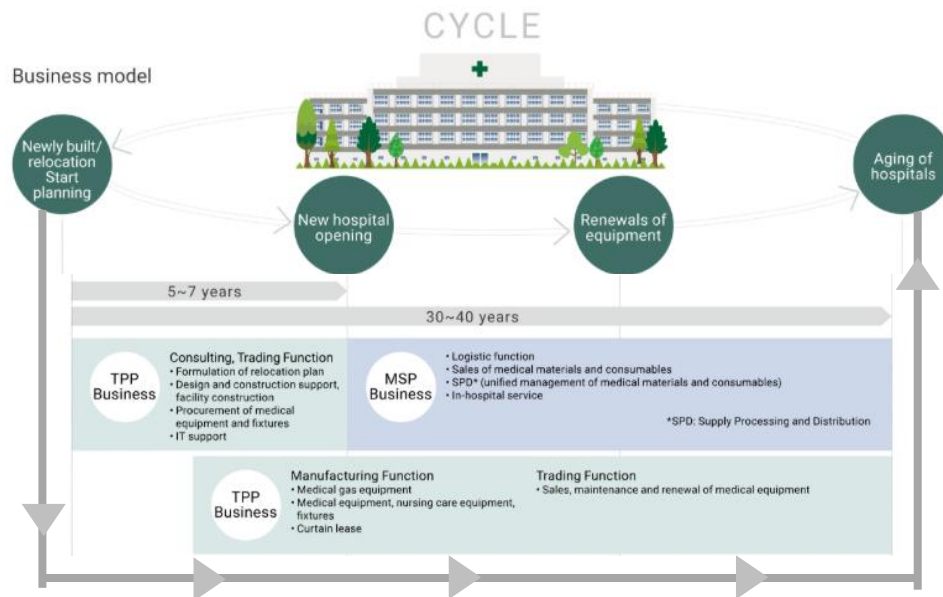 CYCLE
Business model
Newly built/
relocation
Start
planning
New hospital
opening
Renewals of
equipment
Aging of
hospitals
5~7 years
30~40 years
TPP
Business
Consulting, Trading Function
• Formulation of relocation plan
• Design and construction support,
facility construction
• Procurement of medical
equipment and fixtures
• IT support
MSP
Business
• Logistic function
• Sales of medical materials and consumables
• SPD* (unified management of medical materials and consumables)
• In-hospital service
*SPD: Supply Processing and Distribution
TPP
Business
Manufacturing Function
• Medical gas equipment
• Medical equipment, nursing care equipment,
fixtures
• Curtain lease
Trading Function
• Sales, maintenance and renewal of medical equipment